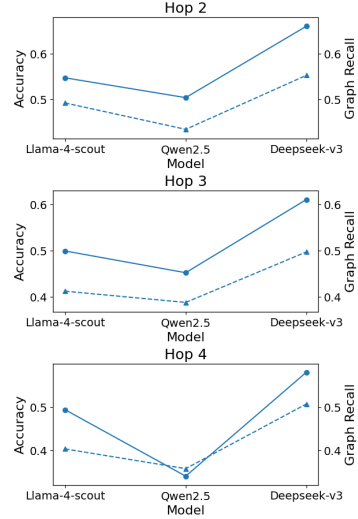 Hop 2
Accuracy
0.6
0.5
0.6
0.5
Graph Recall
Llama-4-scout Qwen2.5 Deepseek-v3
Model
Hop 3
Accuracy
0.6
0.5
0.4
0.6
0.5
0.4
Graph Recall
Llama-4-scout Qwen2.5 Deepseek-v3
Model
Hop 4
Accuracy
0.5
0.4
0.5
0.4
Graph Recall
Llama-4-scout Qwen2.5 Deepseek-v3
Model